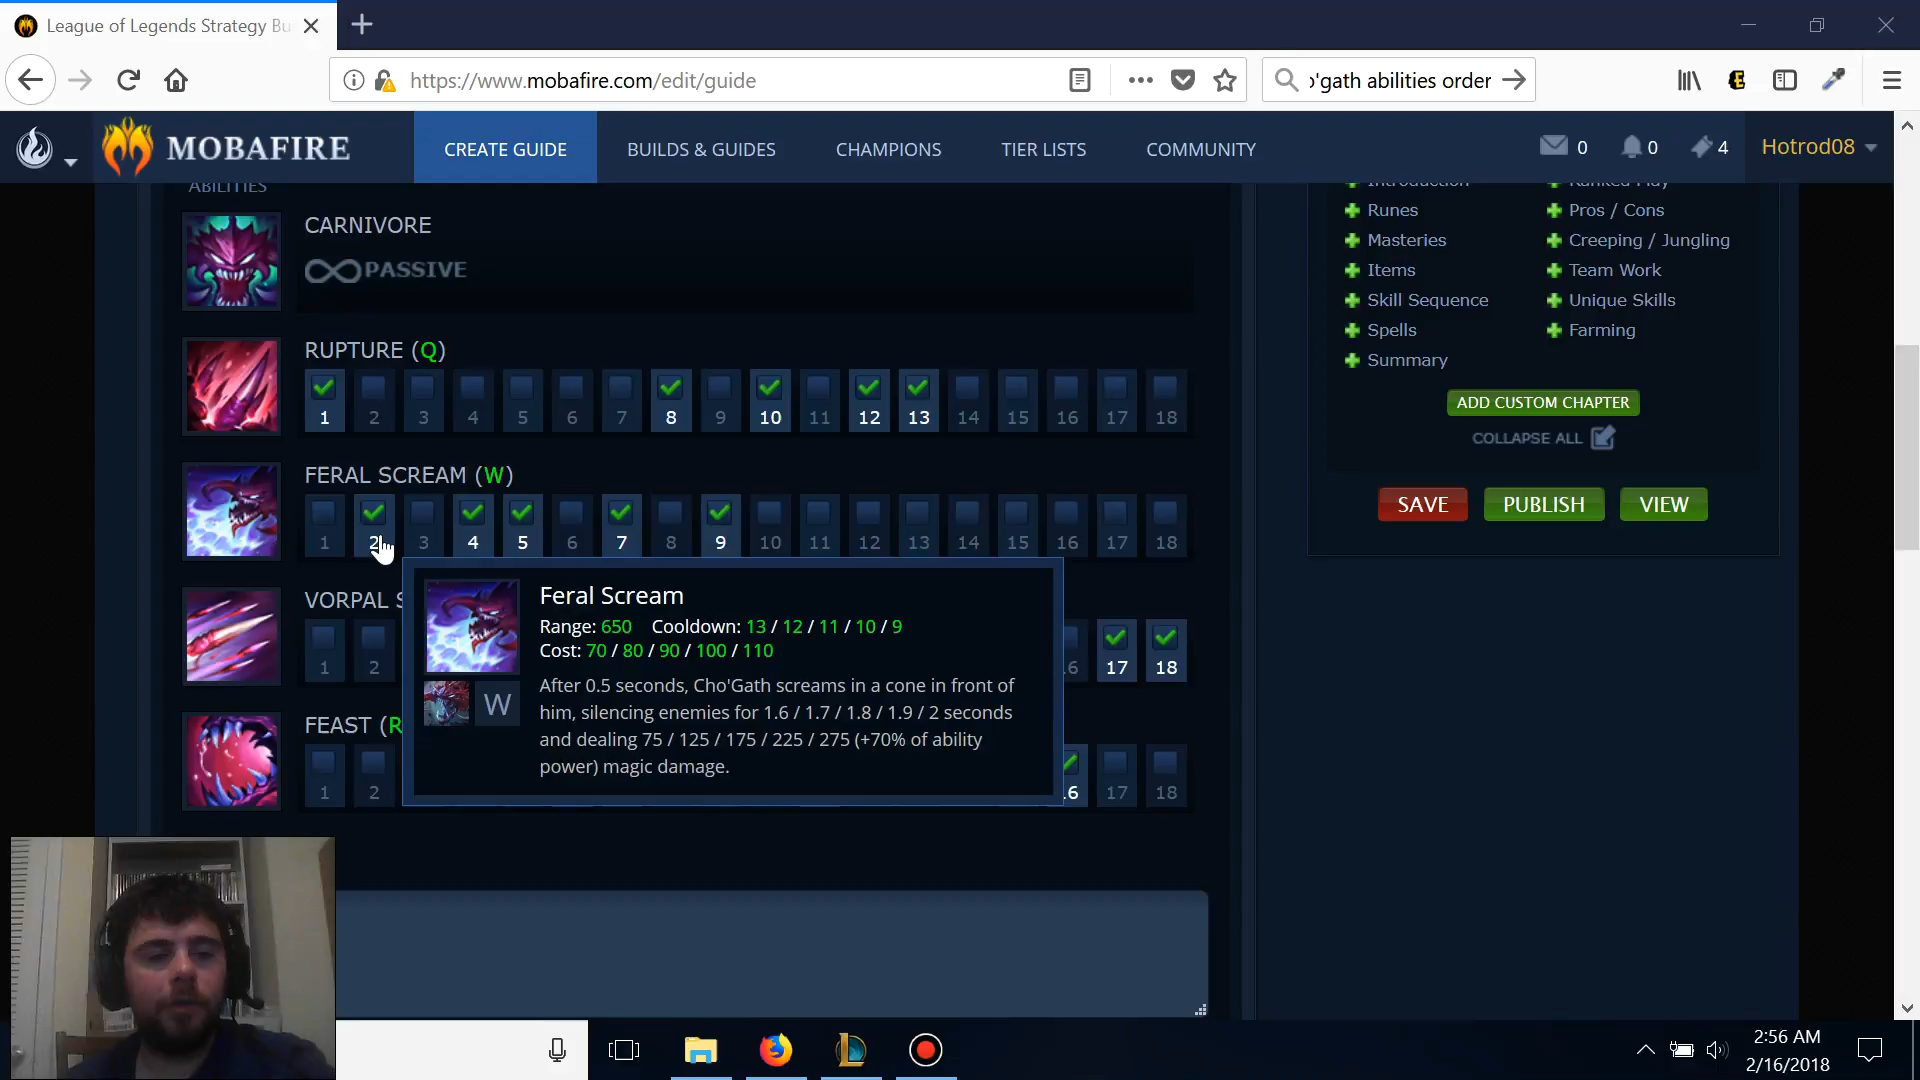 League of Legends Strategy Bu
https://www.mobafire.com/edit/guide
o'gath abilities order
MOBAFIRE
CREATE GUIDE
BUILDS & GUIDES
CHAMPIONS
TIER LISTS
COMMUNITY
0
0
4
Hotrod08
ABILITIES
CARNIVORE
PASSIVE
RUPTURE (Q)
1 2 3 4 5 6 7 8 9 10 11 12 13 14 15 16 17 18
FERAL SCREAM (W)
1 2 3 4 5 6 7 8 9 10 11 12 13 14 15 16 17 18
VORPAL S
1 2 6 17 18
FEAST (R
1 2 6 17 18
Feral Scream
Range: 650 Cooldown: 13 / 12 / 11 / 10 / 9
Cost: 70 / 80 / 90 / 100 / 110
W
After 0.5 seconds, Cho'Gath screams in a cone in front of
him, silencing enemies for 1.6 / 1.7 / 1.8 / 1.9 / 2 seconds
and dealing 75 / 125 / 175 / 225 / 275 (+70% of ability
power) magic damage.
Introduction
Ranked Play
Runes
Pros / Cons
Masteries
Creeping / Jungling
Items
Team Work
Skill Sequence
Unique Skills
Spells
Farming
Summary
ADD CUSTOM CHAPTER
COLLAPSE ALL
SAVE
PUBLISH
VIEW
2:56 AM
2/16/2018